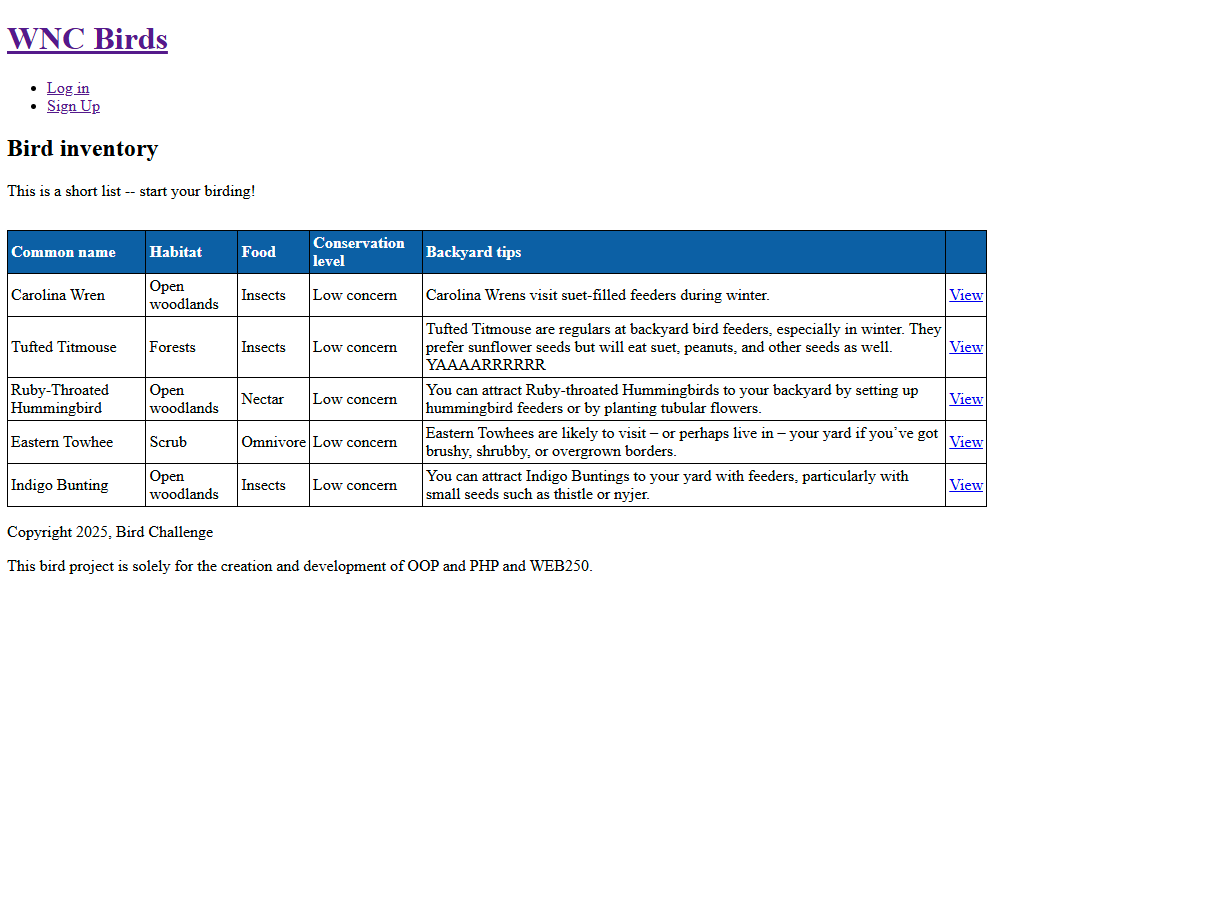 WNC Birds
Log in
Sign Up
Bird inventory
This is a short list -- start your birding!
Common name Habitat Food Conservation level Backyard tips
Carolina Wren Open woodlands Insects Low concern Carolina Wrens visit suet-filled feeders during winter. View
Tufted Titmouse Forests Insects Low concern Tufted Titmouse are regulars at backyard bird feeders, especially in winter. They prefer sunflower seeds but will eat suet, peanuts, and other seeds as well. YAAAARRRRRR View
Ruby-Throated Hummingbird Open woodlands Nectar Low concern You can attract Ruby-throated Hummingbirds to your backyard by setting up hummingbird feeders or by planting tubular flowers. View
Eastern Towhee Scrub Omnivore Low concern Eastern Towhees are likely to visit – or perhaps live in – your yard if you’ve got brushy, shrubby, or overgrown borders. View
Indigo Bunting Open woodlands Insects Low concern You can attract Indigo Buntings to your yard with feeders, particularly with small seeds such as thistle or nyjer. View
Copyright 2025, Bird Challenge
This bird project is solely for the creation and development of OOP and PHP and WEB250.